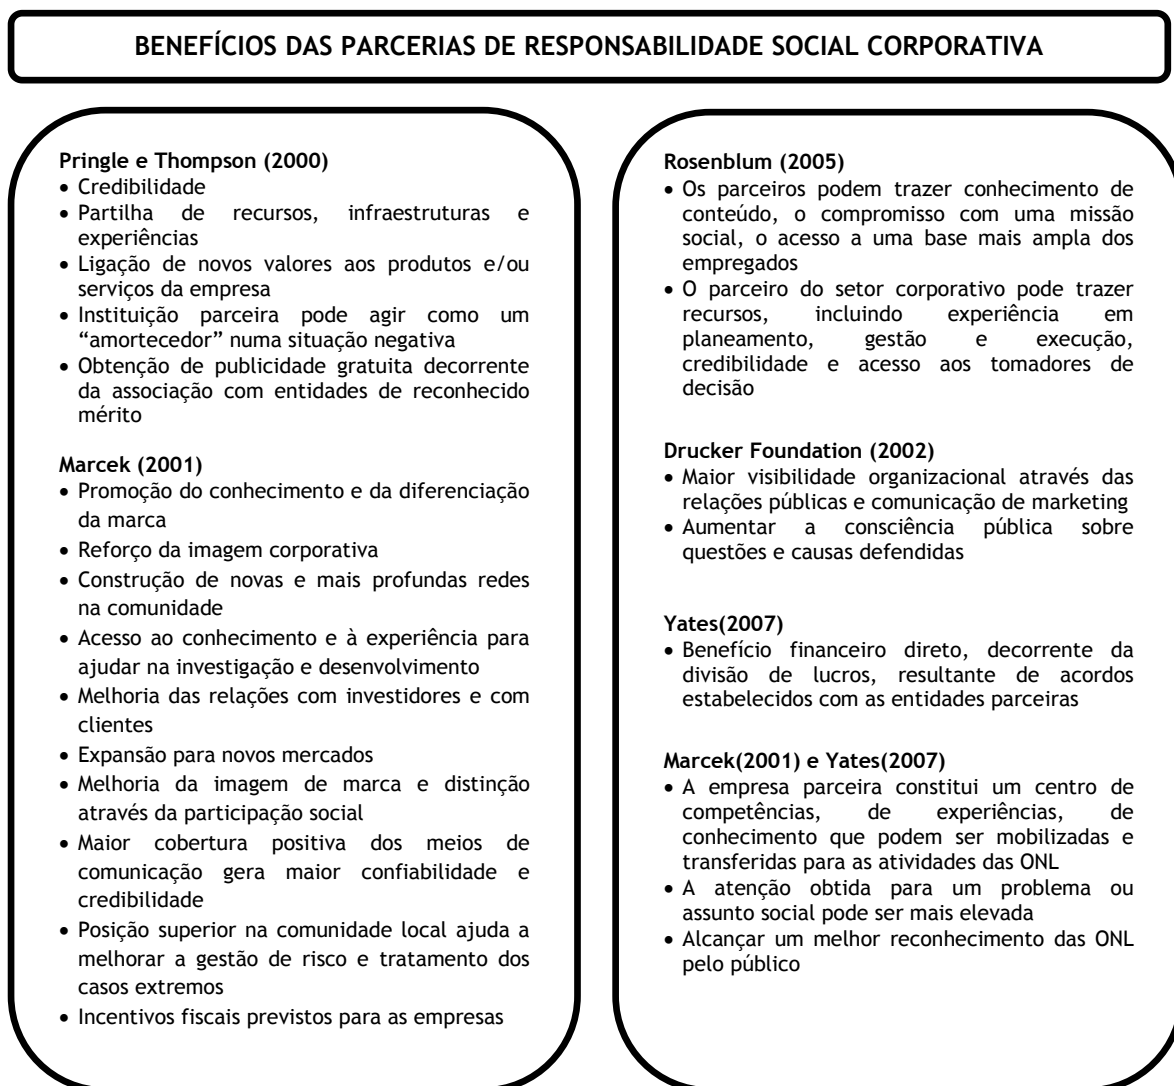 BENEFÍCIOS DAS PARCERIAS DE RESPONSABILIDADE SOCIAL CORPORATIVA
Pringle e Thompson (2000)
• Credibilidade
• Partilha de recursos, infraestruturas e
experiências
• Ligação de novos valores aos produtos e/ou
serviços da empresa
• Instituição parceira pode agir como um
“amortecedor” numa situação negativa
• Obtenção de publicidade gratuita decorrente
da associação com entidades de reconhecido
mérito
Marcek (2001)
• Promoção do conhecimento e da diferenciação
da marca
• Reforço da imagem corporativa
• Construção de novas e mais profundas redes
na comunidade
• Acesso ao conhecimento e à experiência para
ajudar na investigação e desenvolvimento
• Melhoria das relações com investidores e com
clientes
• Expansão para novos mercados
• Melhoria da imagem de marca e distinção
através da participação social
• Maior cobertura positiva dos meios de
comunicação gera maior confiabilidade e
credibilidade
• Posição superior na comunidade local ajuda a
melhorar a gestão de risco e tratamento dos
casos extremos
• Incentivos fiscais previstos para as empresas
Rosenblum (2005)
• Os parceiros podem trazer conhecimento de
conteúdo, o compromisso com uma missão
social, o acesso a uma base mais ampla dos
empregados
• O parceiro do setor corporativo pode trazer
recursos, incluindo experiência em
planeamento, gestão e execução,
credibilidade e acesso aos tomadores de
decisão
Drucker Foundation (2002)
• Maior visibilidade organizacional através das
relações públicas e comunicação de marketing
• Aumentar a consciência pública sobre
questões e causas defendidas
Yates(2007)
• Benefício financeiro direto, decorrente da
divisão de lucros, resultante de acordos
estabelecidos com as entidades parceiras
Marcek(2001) e Yates(2007)
• A empresa parceira constitui um centro de
competências, de experiências, de
conhecimento que podem ser mobilizadas e
transferidas para as atividades das ONL
• A atenção obtida para um problema ou
assunto social pode ser mais elevada
• Alcançar um melhor reconhecimento das ONL
pelo público